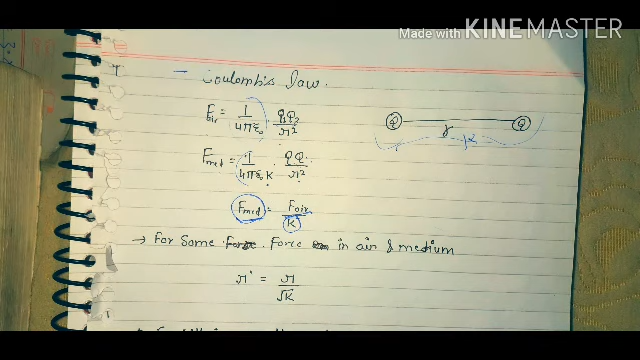 Made with KINEMASTER
- Coulomb's law.
F_air = 1/4πε₀ · q₁q₂/r²
Q r Q
F_med = 1/4πε₀K · qq/r²
F_med = F_air/K
→ For Some Force in air & medium
r' = r/√K